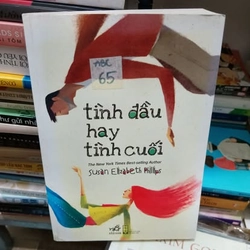 ABC
65
tình đầu
hay
tình cuối
The New York Times Best selling Author
Susan Elizabeth Phillips